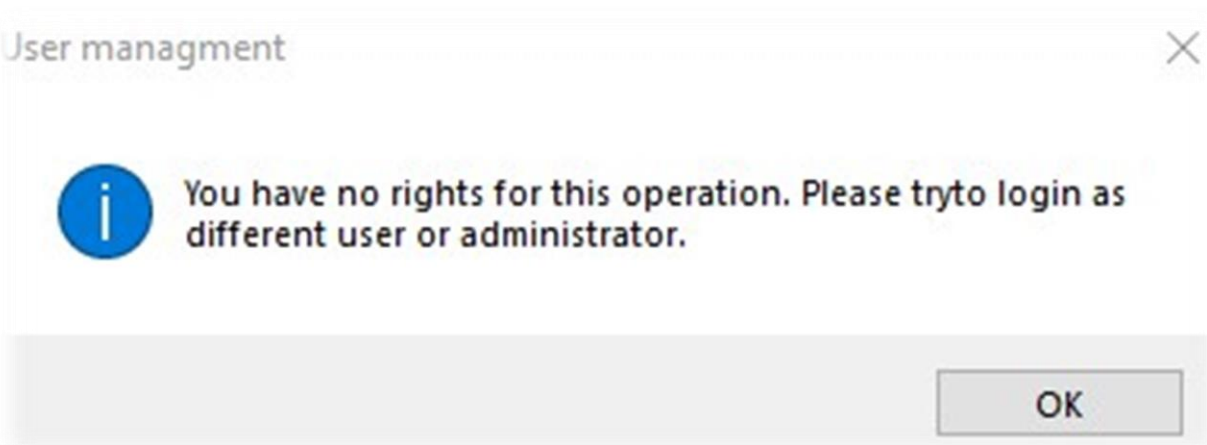 User managment
You have no rights for this operation. Please tryto login as
different user or administrator.
OK